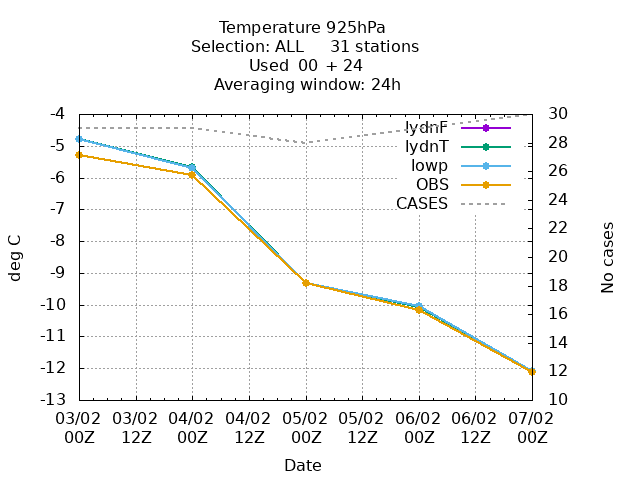 Temperature 925hPa
Selection: ALL     31 stations
Used  00 + 24
Averaging window: 24h
-4
-5
-6
-7
-8
-9
-10
-11
-12
-13
deg C
30
28
26
24
22
20
18
16
14
12
10
No cases
lydnF
lydnT
lowp
OBS
CASES
03/02 03/02 04/02 04/02 05/02 05/02 06/02 06/02 07/02
00Z 12Z 00Z 12Z 00Z 12Z 00Z 12Z 00Z
Date